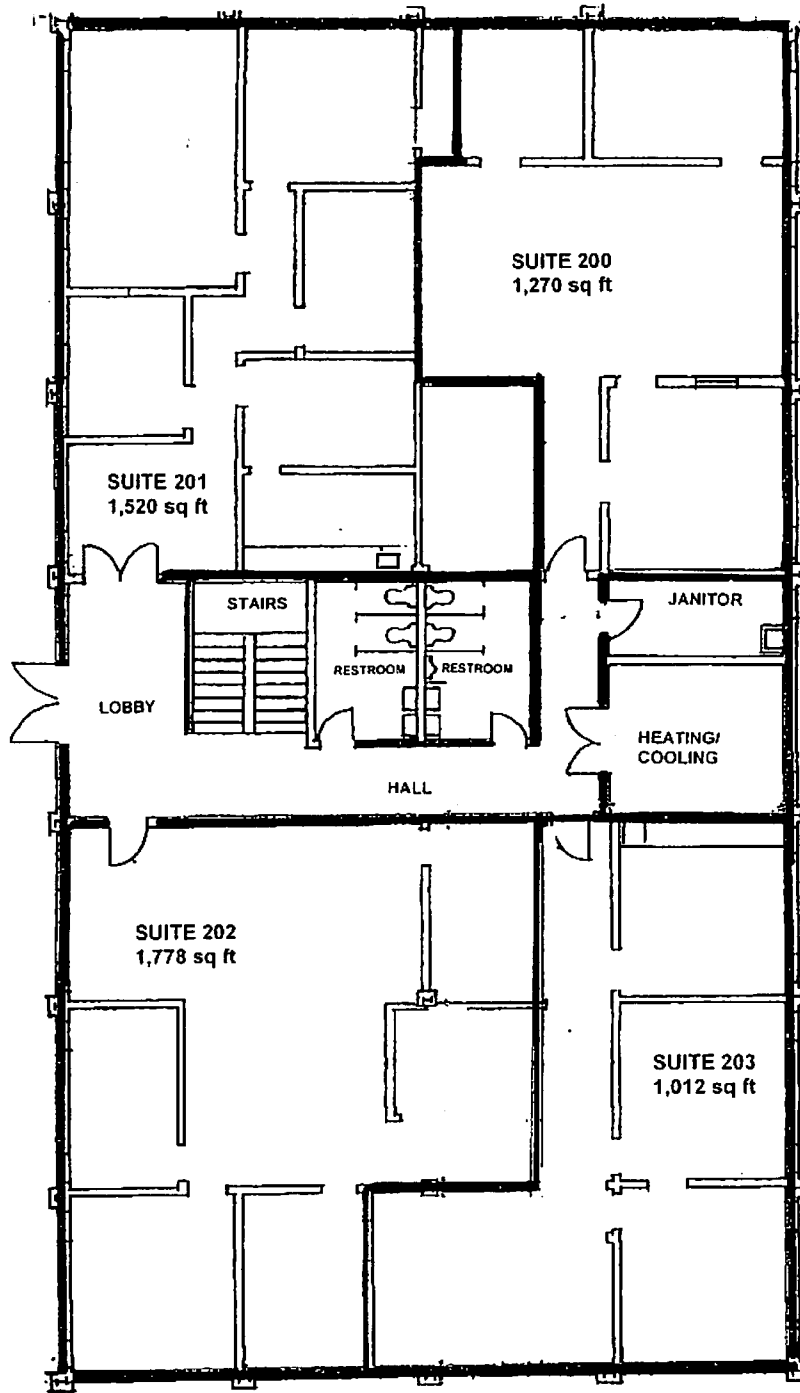 SUITE 200
1,270 sq ft
SUITE 201
1,520 sq ft
STAIRS
JANITOR
RESTROOM
RESTROOM
LOBBY
HEATING/
COOLING
HALL
SUITE 202
1,778 sq ft
SUITE 203
1,012 sq ft